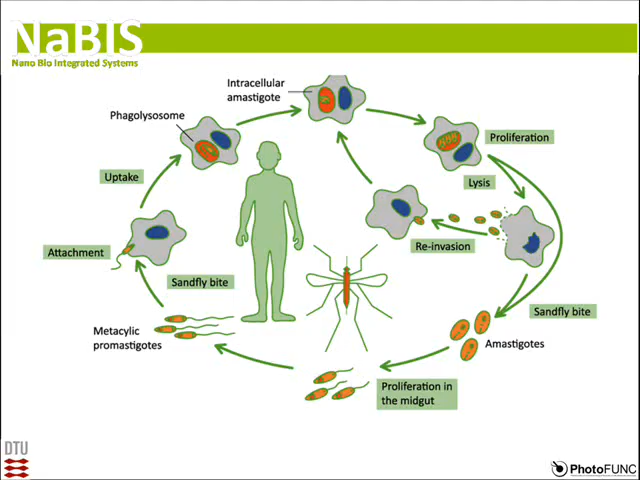 NaBIS
Nano Bio Integrated Systems
Intracellular
amastigote
Phagolysosome
Proliferation
Uptake
Lysis
Attachment
Re-invasion
Sandfly bite
Sandfly bite
Metacylic
promastigotes
Amastigotes
Proliferation in
the midgut
DTU
PhotoFUNC